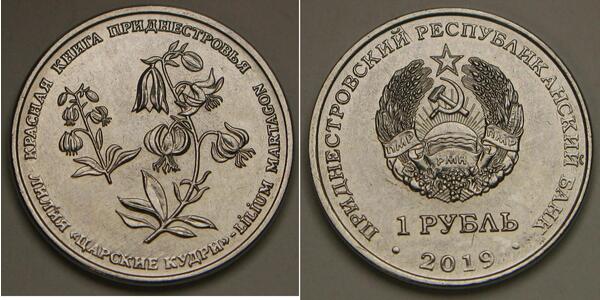 КРАСНАЯ КНИГА ПРИДНЕСТРОВЬЯ
ЛИЛИЯ «ЦАРСКИЕ КУДРИ» - LILIUM MARTAGON
ПРИДНЕСТРОВСКИЙ РЕСПУБЛИКАНСКИЙ БАНК
ПМР РМН ПМР
1 РУБЛЬ
· 2019 ·